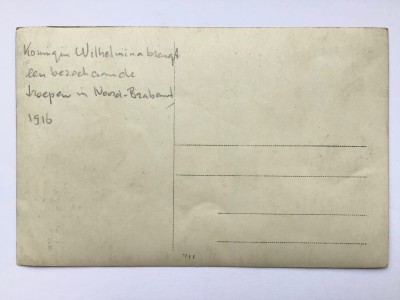 Koningin Wilhelmina brengt
een bezoek aan de
troepen in Noord-Brabant
1916